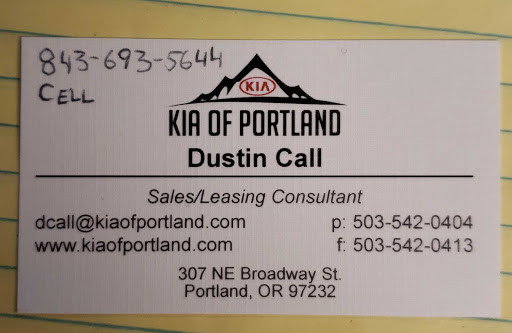 843-693-5644
CELL
KIA
KIA OF PORTLAND
Dustin Call
Sales/Leasing Consultant
dcall@kiaofportland.com p: 503-542-0404
www.kiaofportland.com f: 503-542-0413
307 NE Broadway St.
Portland, OR 97232